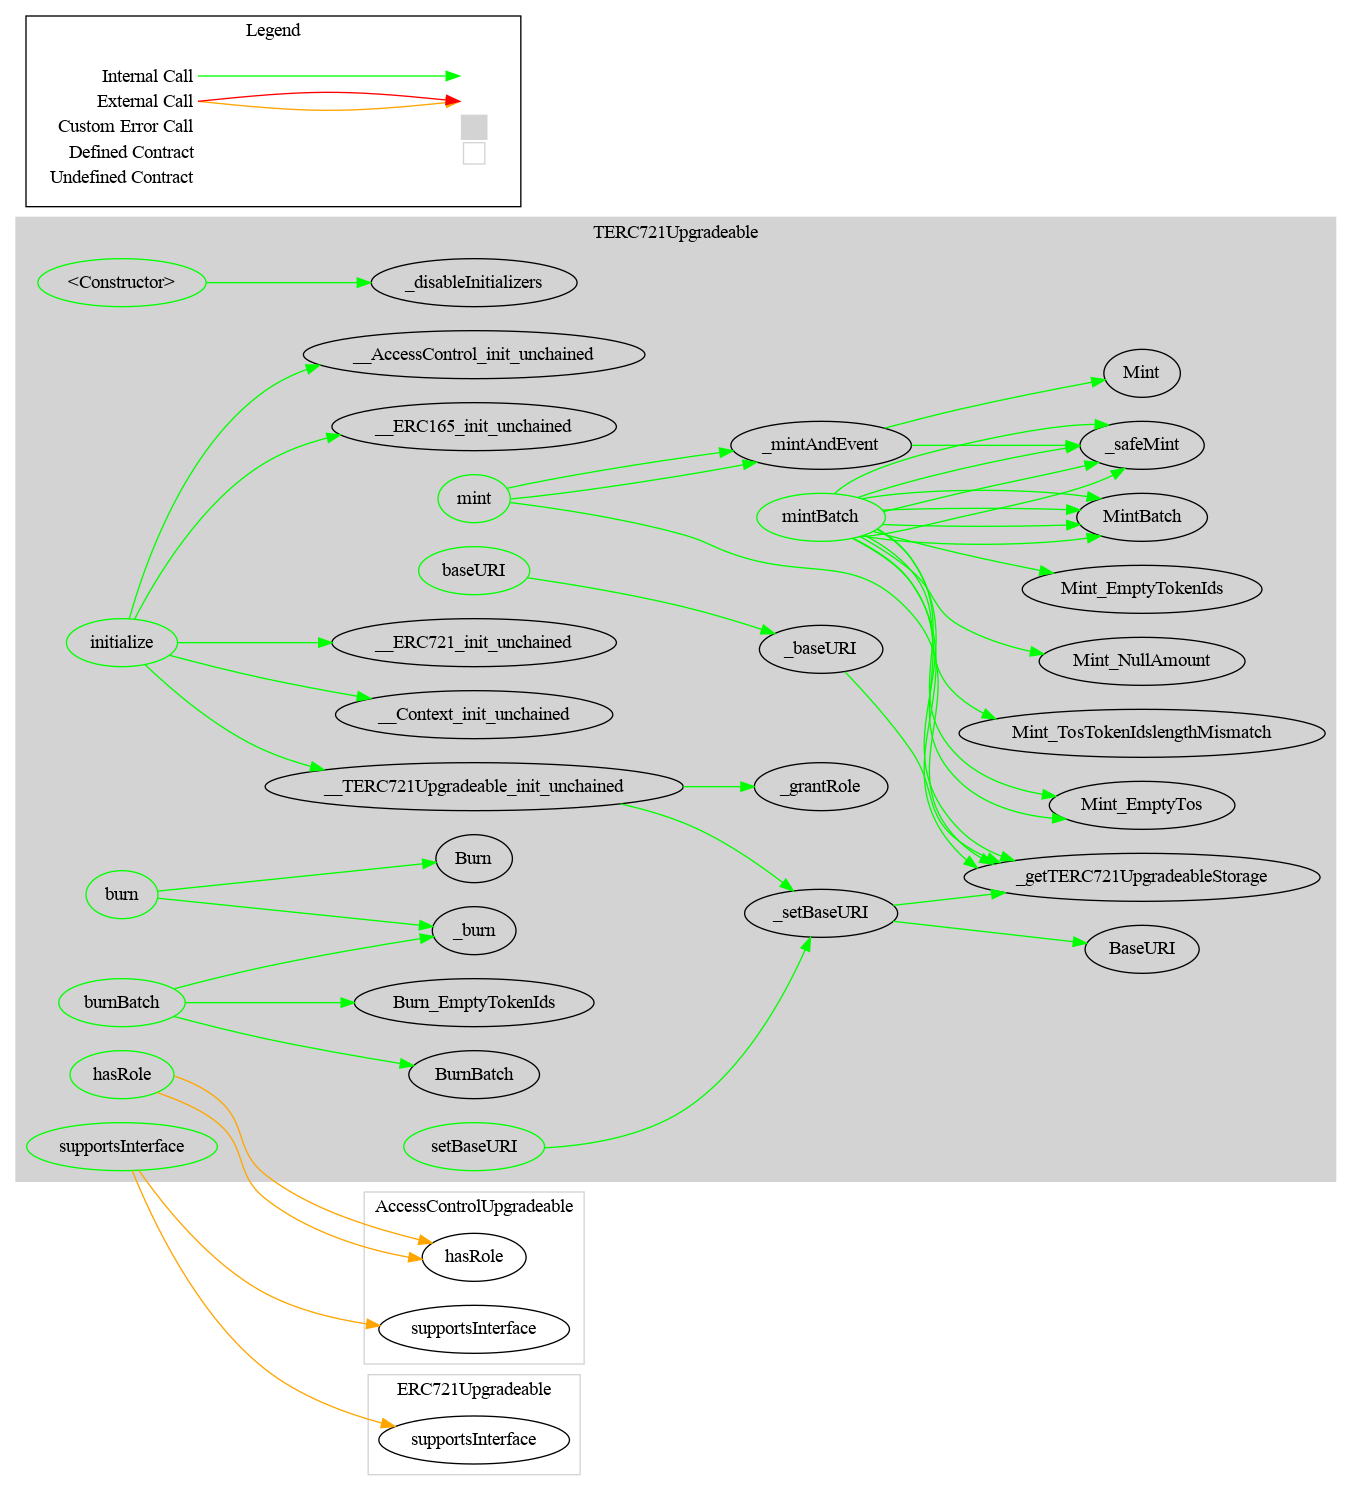 Legend
Internal Call
External Call
Custom Error Call
Defined Contract
Undefined Contract
TERC721Upgradeable
<Constructor>
_disableInitializers
__AccessControl_init_unchained
Mint
__ERC165_init_unchained
_mintAndEvent
_safeMint
mint
mintBatch
MintBatch
baseURI
Mint_EmptyTokenIds
initialize
__ERC721_init_unchained
_baseURI
Mint_NullAmount
__Context_init_unchained
Mint_TosTokenIdslengthMismatch
__TERC721Upgradeable_init_unchained
_grantRole
Mint_EmptyTos
Burn
_getTERC721UpgradeableStorage
burn
_setBaseURI
_burn
BaseURI
burnBatch
Burn_EmptyTokenIds
hasRole
BurnBatch
supportsInterface
setBaseURI
AccessControlUpgradeable
hasRole
supportsInterface
ERC721Upgradeable
supportsInterface